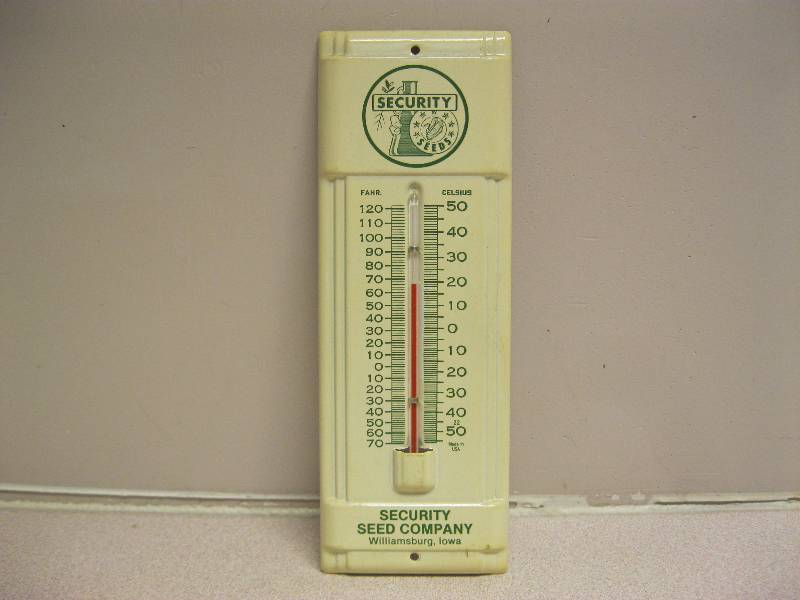 SECURITY
SEEDS
FAHR. CELSIUS
120 50
110
100 40
90 30
80
70 20
60
50 10
40
30 0
20
10 10
0
10 20
20
30 30
40 40
50 22
60 50
70 Made in
USA
SECURITY
SEED COMPANY
Williamsburg, Iowa